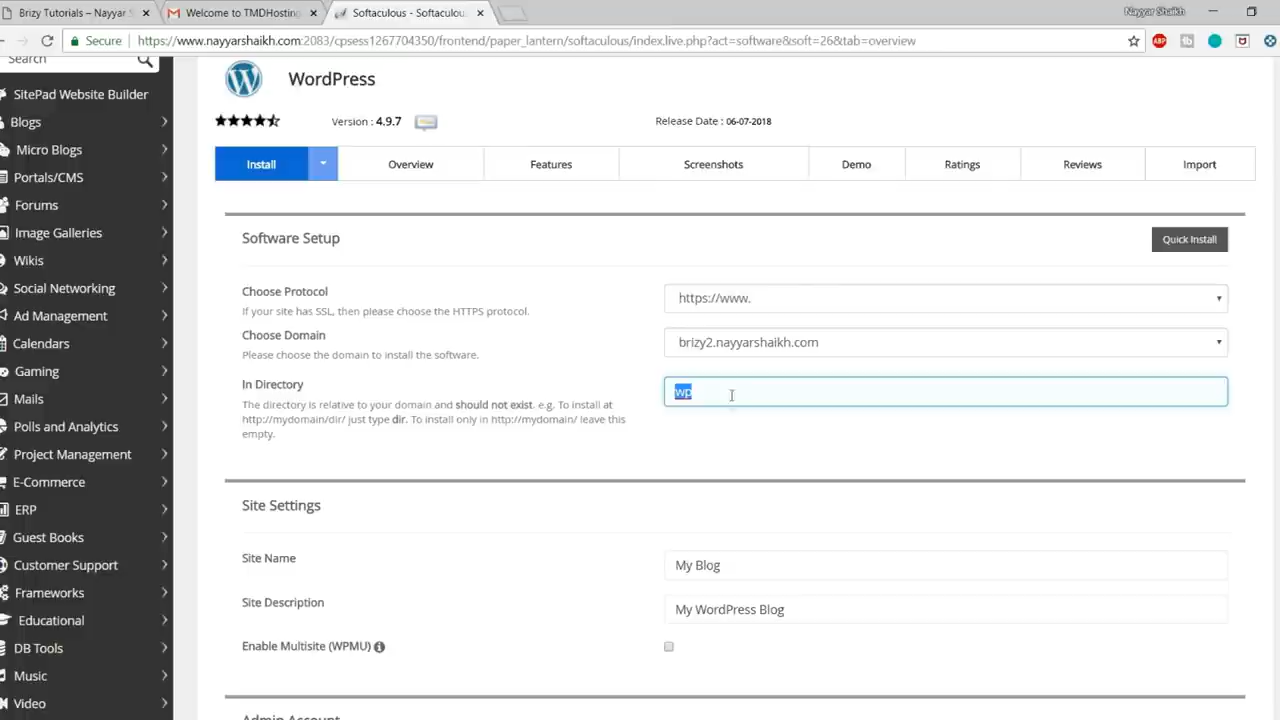 Brizy Tutorials – Nayyar S
Welcome to TMDHosting
Softaculous - Softaculou
Nayyar Shaikh
Secure
https://www.nayyarshaikh.com:2083/cpsess1267704350/frontend/paper_lantern/softaculous/index.live.php?act=software&soft=26&tab=overview
Search
WordPress
SitePad Website Builder
Version : 4.9.7
Release Date : 06-07-2018
Blogs
Micro Blogs
Install
Overview
Features
Screenshots
Demo
Ratings
Reviews
Import
Portals/CMS
Forums
Image Galleries
Software Setup
Quick Install
Wikis
Social Networking
Choose Protocol
https://www.
If your site has SSL, then please choose the HTTPS protocol.
Ad Management
Choose Domain
brizy2.nayyarshaikh.com
Please choose the domain to install the software.
Calendars
Gaming
In Directory
wp
The directory is relative to your domain and should not exist. e.g. To install at
http://mydomain/dir/ just type dir. To install only in http://mydomain/ leave this
empty.
Mails
Polls and Analytics
Project Management
E-Commerce
Site Settings
ERP
Guest Books
Site Name
My Blog
Customer Support
Frameworks
Site Description
My WordPress Blog
Educational
Enable Multisite (WPMU)
DB Tools
Music
Video
Admin Account